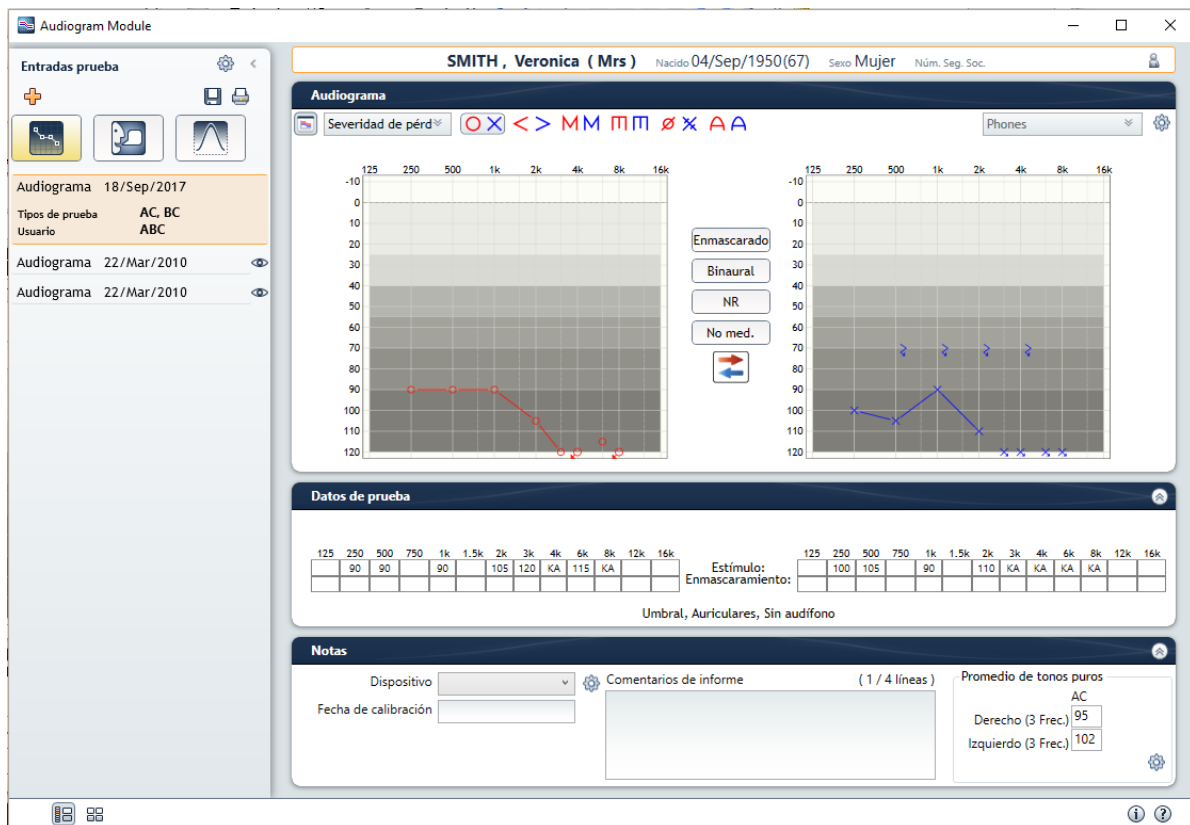 Audiogram Module
Entradas prueba
SMITH , Veronica ( Mrs ) Nacido 04/Sep/1950(67) Sexo Mujer Núm. Seg. Soc.
Audiograma 18/Sep/2017
Tipos de prueba AC, BC
Usuario ABC
Audiograma 22/Mar/2010
Audiograma 22/Mar/2010
Audiograma
Severidad de pérd
M M A A
Phones
125 250 500 1k 2k 4k 8k 16k
-10
0
10
20
30
40
50
60
70
80
90
100
110
120
Enmascarado
Binaural
NR
No med.
125 250 500 1k 2k 4k 8k 16k
-10
0
10
20
30
40
50
60
70
80
90
100
110
120
Datos de prueba
125 250 500 750 1k 1.5k 2k 3k 4k 6k 8k 12k 16k
90 90 90 105 120 KA 115 KA
Estímulo:
Enmascaramiento:
125 250 500 750 1k 1.5k 2k 3k 4k 6k 8k 12k 16k
100 105 90 110 KA KA KA KA
Umbral, Auriculares, Sin audífono
Notas
Dispositivo
Fecha de calibración
Comentarios de informe ( 1 / 4 líneas )
Promedio de tonos puros
AC
Derecho (3 Frec.) 95
Izquierdo (3 Frec.) 102